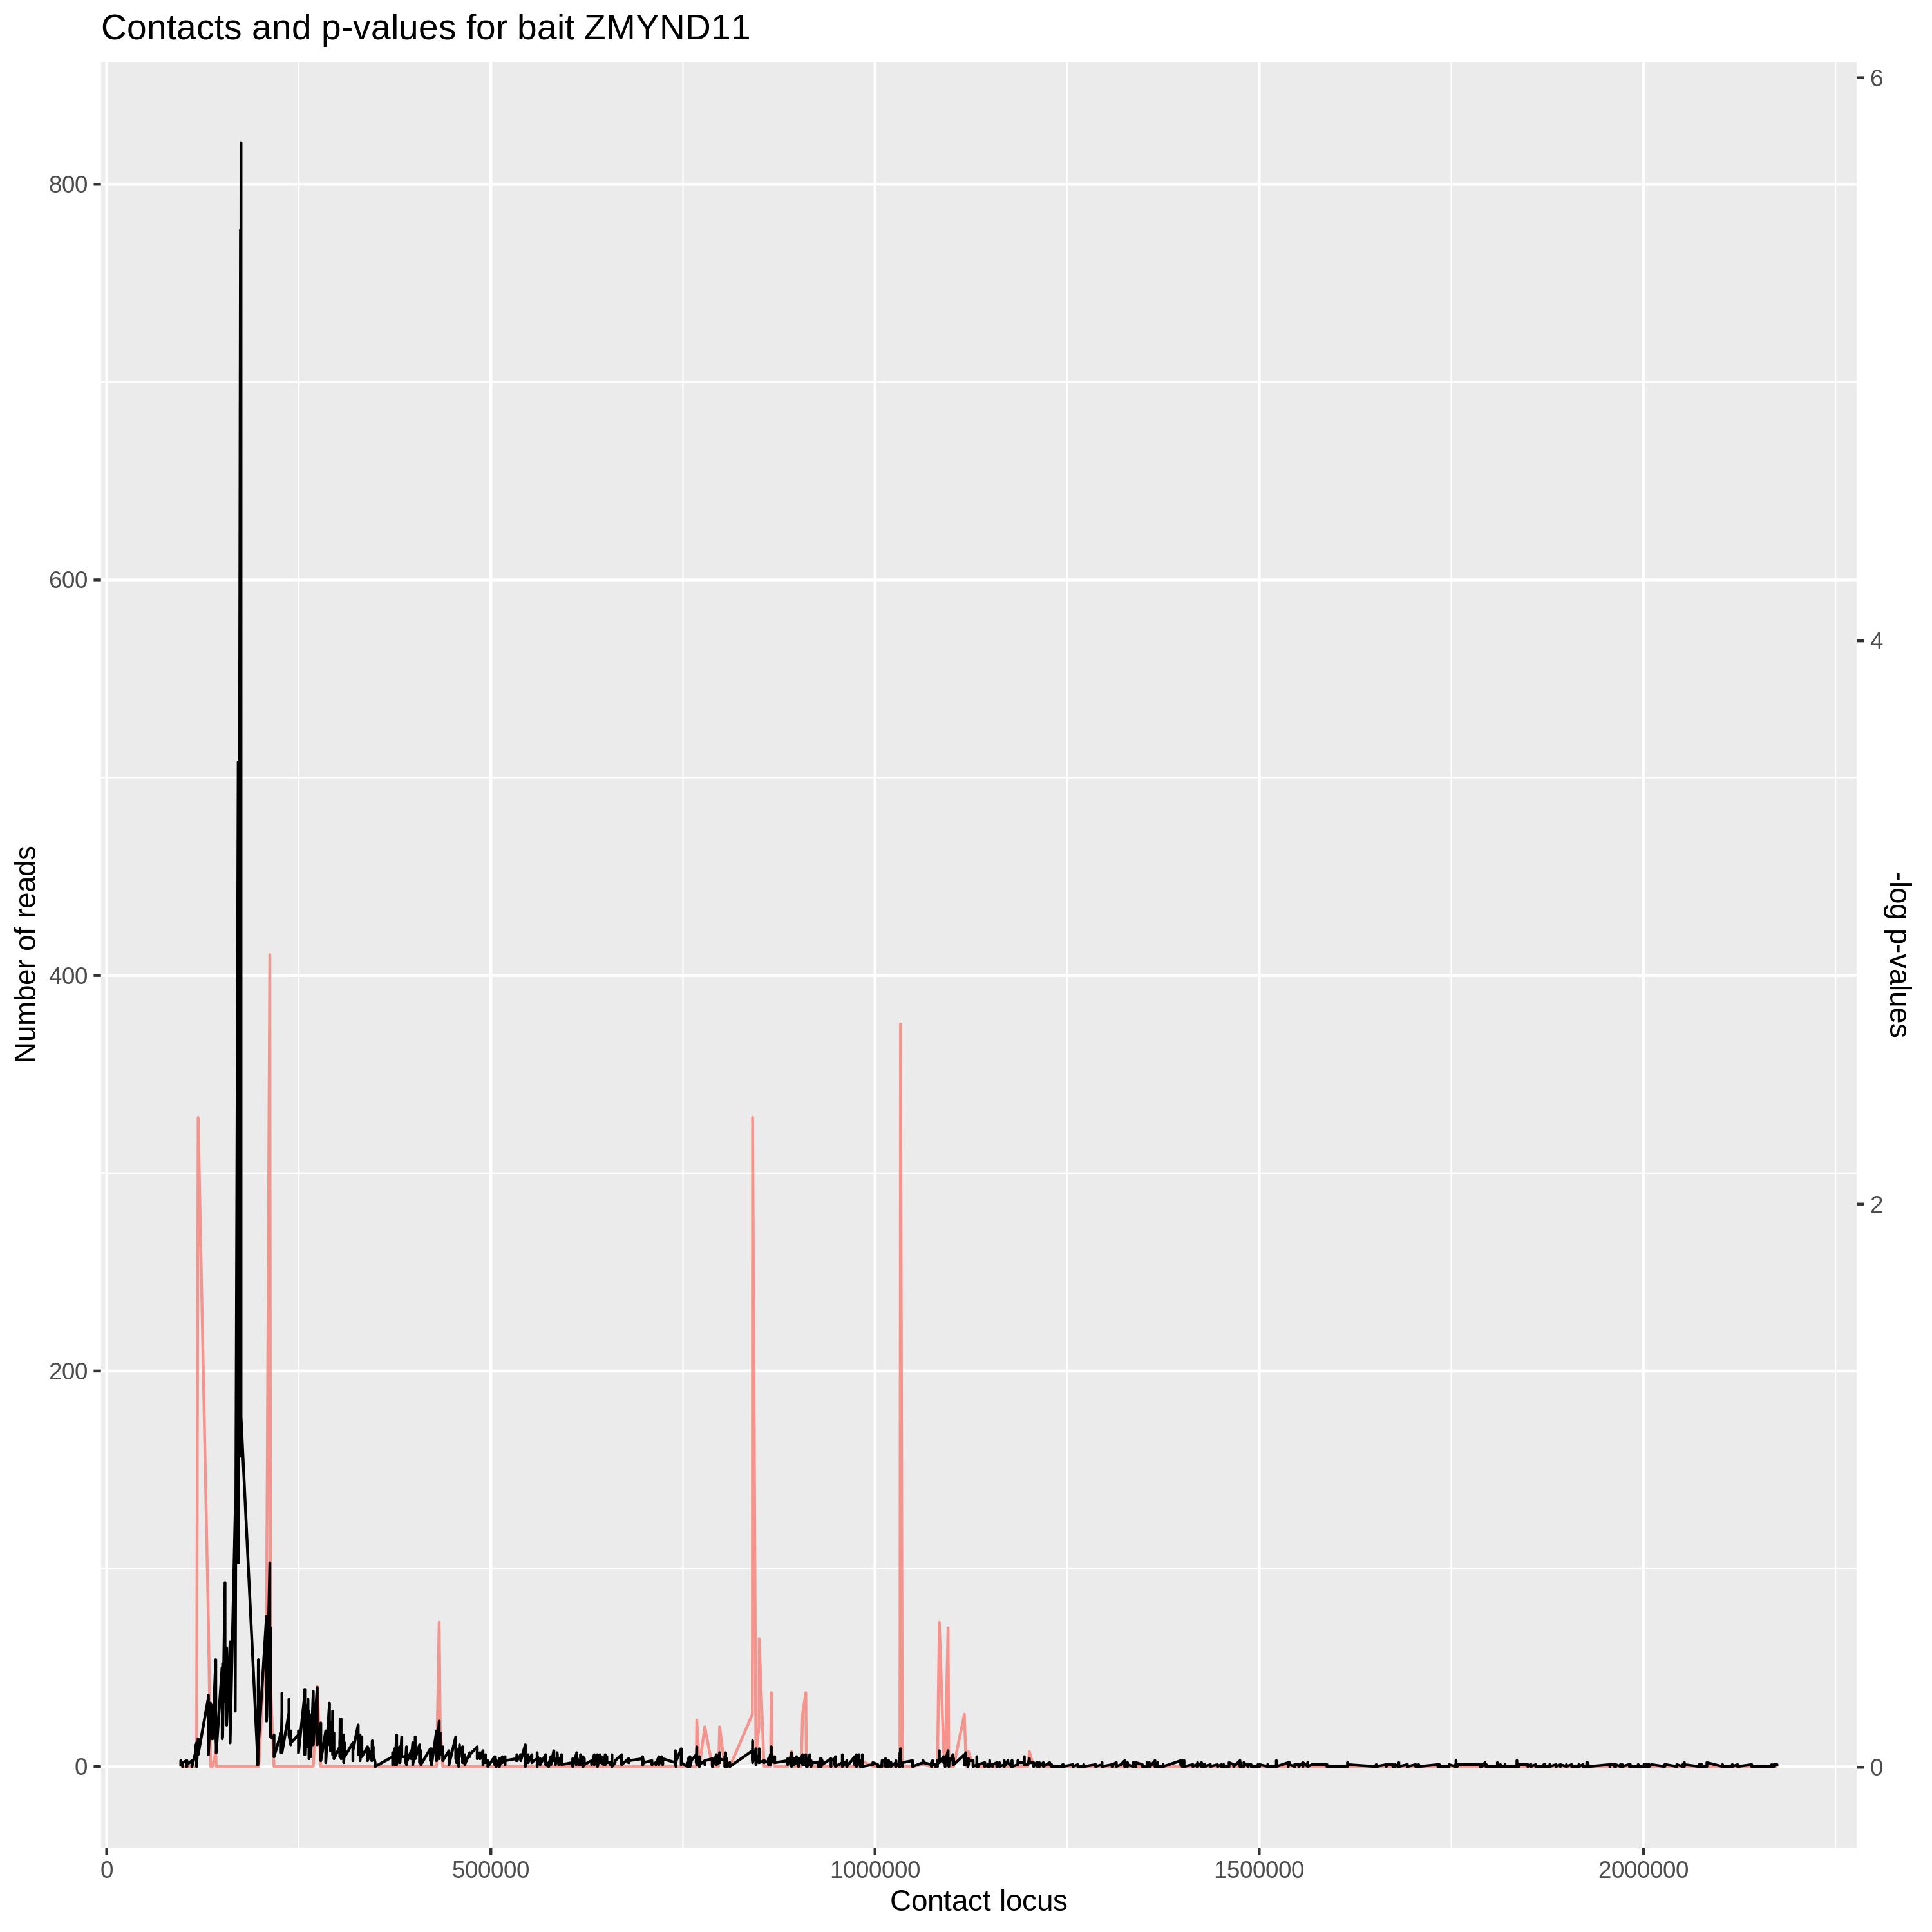 Contacts and p-values for bait ZMYND11
Number of reads
800
600
400
200
0
6
4
2
0
-log p-values
0 500000 1000000 1500000 2000000
Contact locus